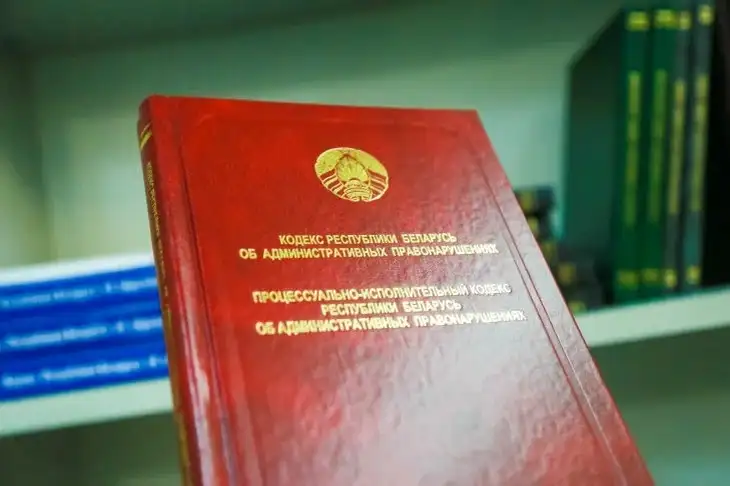 КОДЕКС РЕСПУБЛИКИ БЕЛАРУСЬ
ОБ АДМИНИСТРАТИВНЫХ ПРАВОНАРУШЕНИЯХ
ПРОЦЕССУАЛЬНО-ИСПОЛНИТЕЛЬНЫЙ КОДЕКС
РЕСПУБЛИКИ БЕЛАРУСЬ
ОБ АДМИНИСТРАТИВНЫХ ПРАВОНАРУШЕНИЯХ